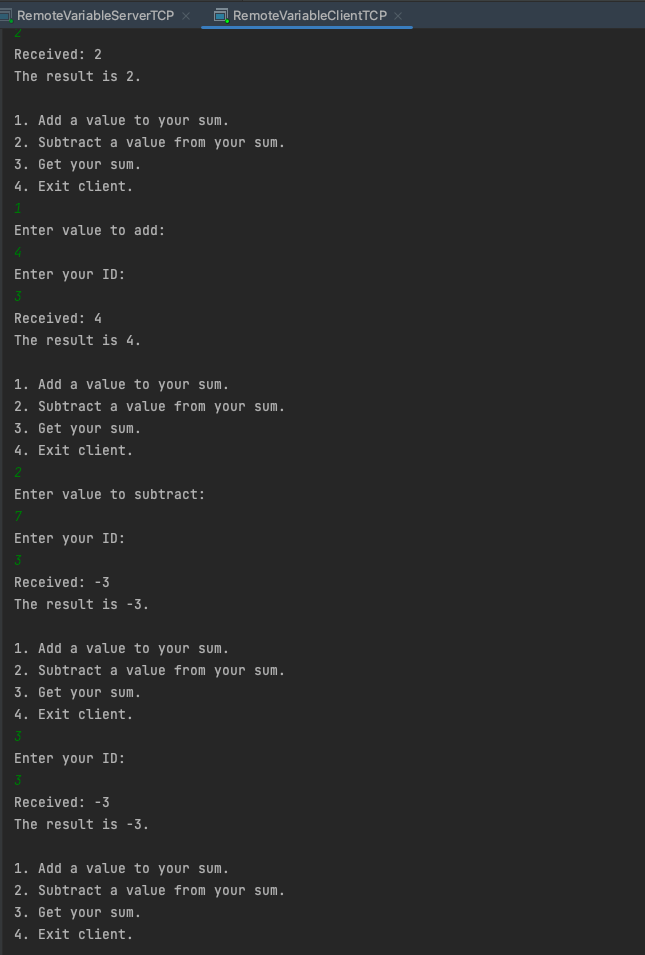 RemoteVariableServerTCP × RemoteVariableClientTCP ×
2
Received: 2
The result is 2.
1. Add a value to your sum.
2. Subtract a value from your sum.
3. Get your sum.
4. Exit client.
1
Enter value to add:
4
Enter your ID:
3
Received: 4
The result is 4.
1. Add a value to your sum.
2. Subtract a value from your sum.
3. Get your sum.
4. Exit client.
2
Enter value to subtract:
7
Enter your ID:
3
Received: -3
The result is -3.
1. Add a value to your sum.
2. Subtract a value from your sum.
3. Get your sum.
4. Exit client.
3
Enter your ID:
3
Received: -3
The result is -3.
1. Add a value to your sum.
2. Subtract a value from your sum.
3. Get your sum.
4. Exit client.